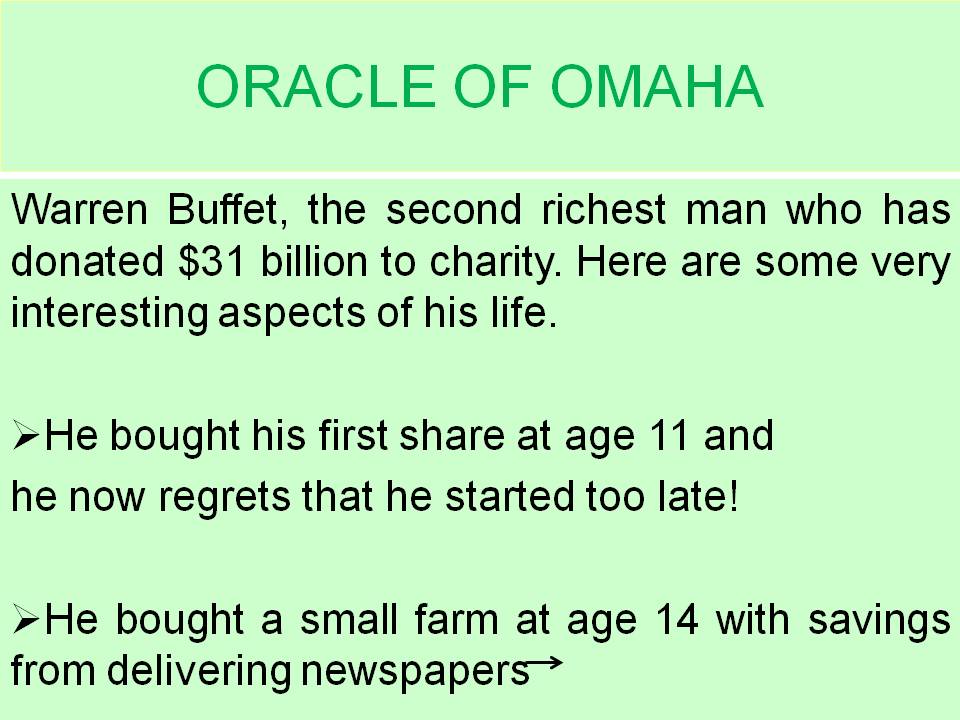 ORACLE OF OMAHA
Warren Buffet, the second richest man who has
donated $31 billion to charity. Here are some very
interesting aspects of his life.
➢He bought his first share at age 11 and
he now regrets that he started too late!
➢He bought a small farm at age 14 with savings
from delivering newspapers